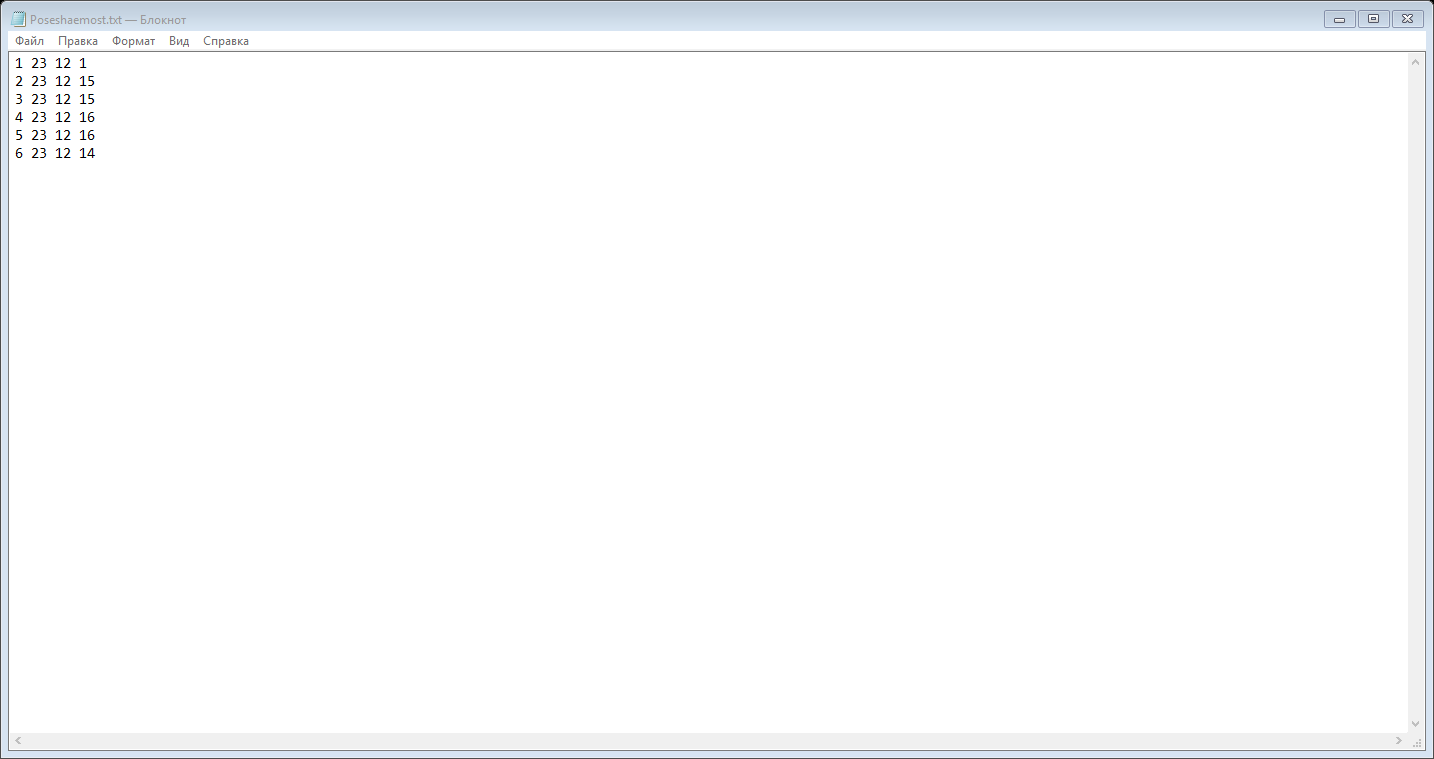 Poseshaemost.txt — Блокнот
Файл Правка Формат Вид Справка
1 23 12 1
2 23 12 15
3 23 12 15
4 23 12 16
5 23 12 16
6 23 12 14